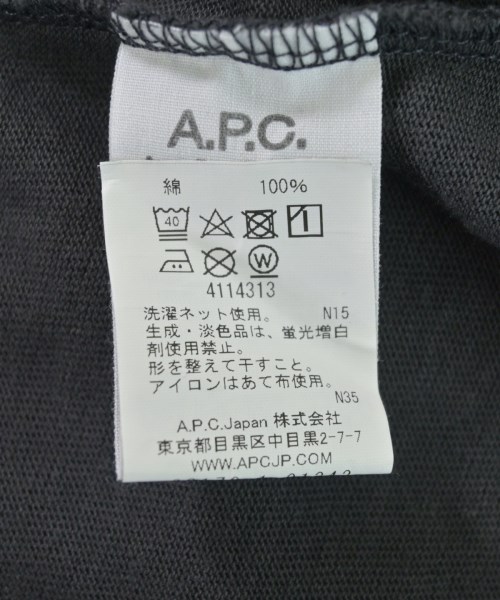 A.P.C.
綿 100%
40
4114313
洗濯ネット使用。 N15
生成・淡色品は、蛍光増白
剤使用禁止。
形を整えて干すこと。
アイロンはあて布使用。
N35
A.P.C.Japan 株式会社
東京都目黒区中目黒2-7-7
WWW.APCJP.COM